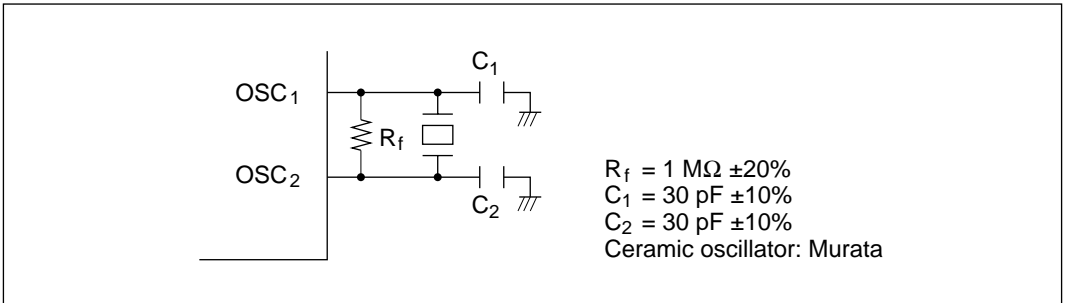 C1
OSC1
Rf
OSC2
C2
Rf = 1 MΩ ±20%
C1 = 30 pF ±10%
C2 = 30 pF ±10%
Ceramic oscillator: Murata